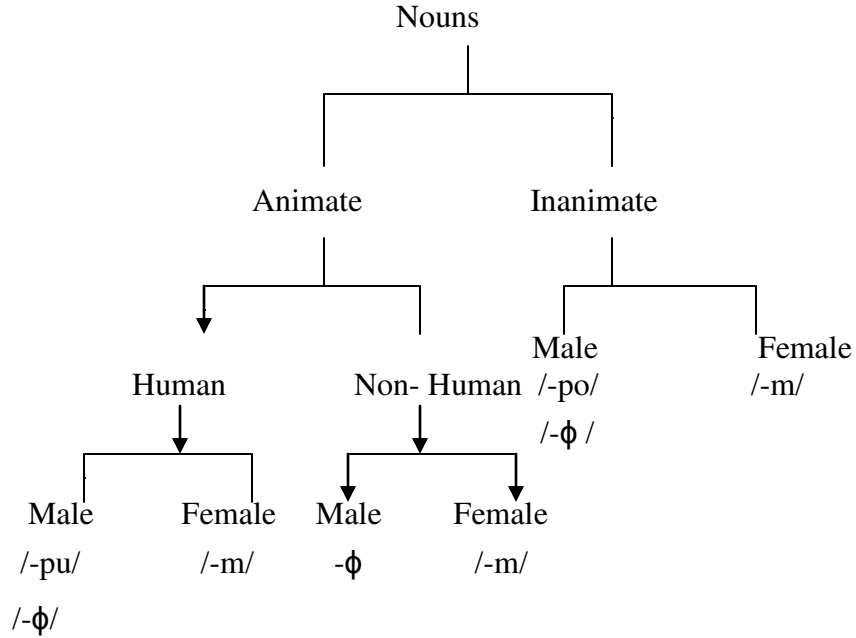 Nouns
Animate Inanimate
Male Female
Human Non- Human /-po/ /-m/
/-ɸ /
Male Female Male Female
/-pu/ /-m/ -ɸ /-m/
/-ɸ/